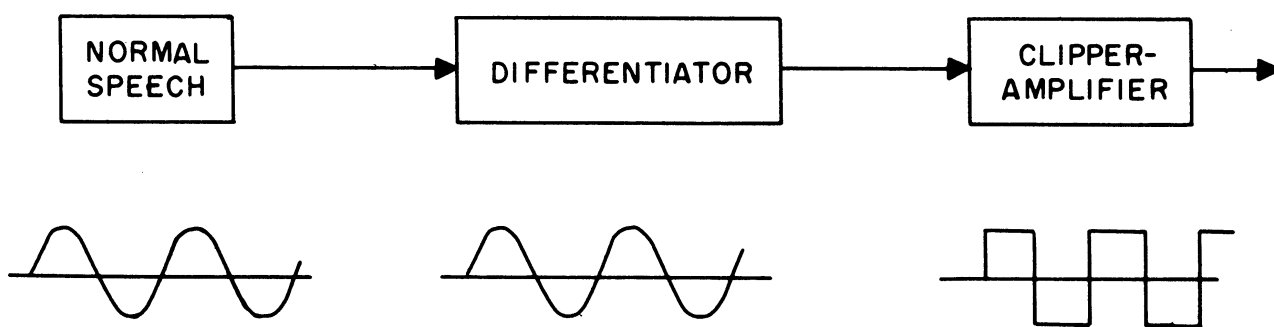 NORMAL
SPEECH
DIFFERENTIATOR
CLIPPER-
AMPLIFIER